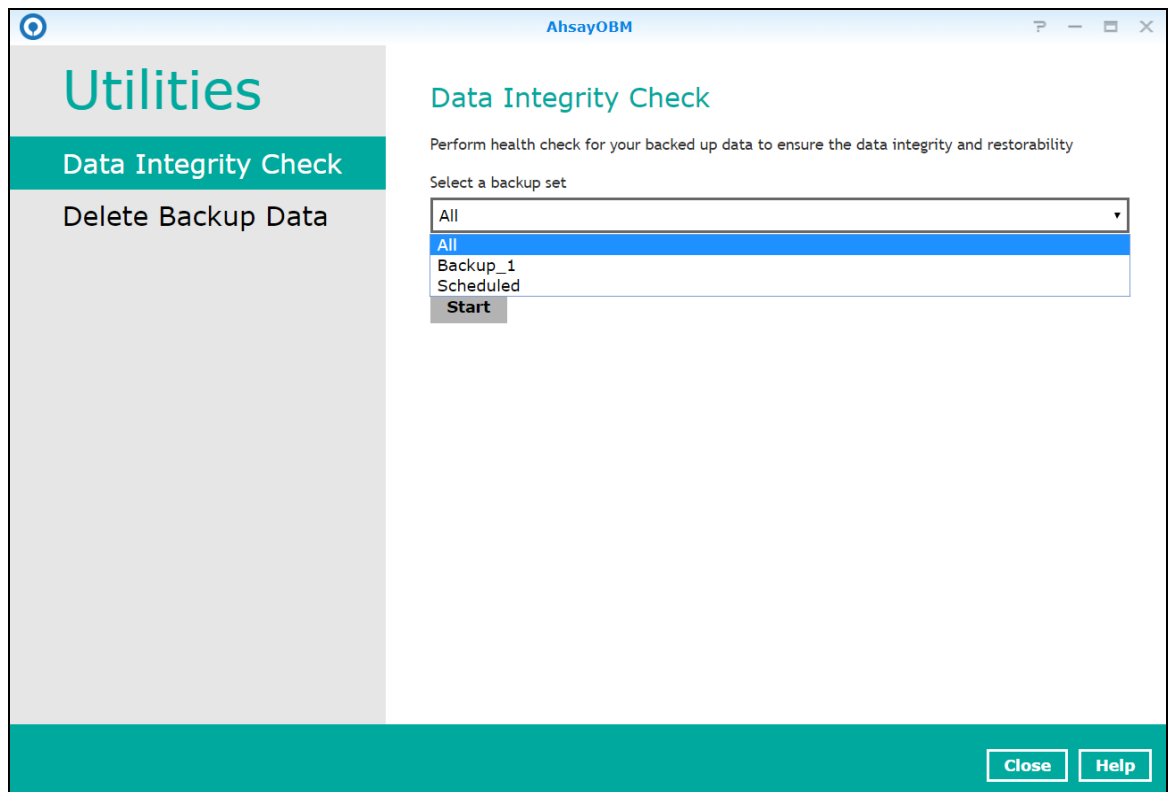 AhsayOBM
Utilities
Data Integrity Check
Delete Backup Data
Data Integrity Check
Perform health check for your backed up data to ensure the data integrity and restorability
Select a backup set
All
All
Backup_1
Scheduled
Start
Close
Help